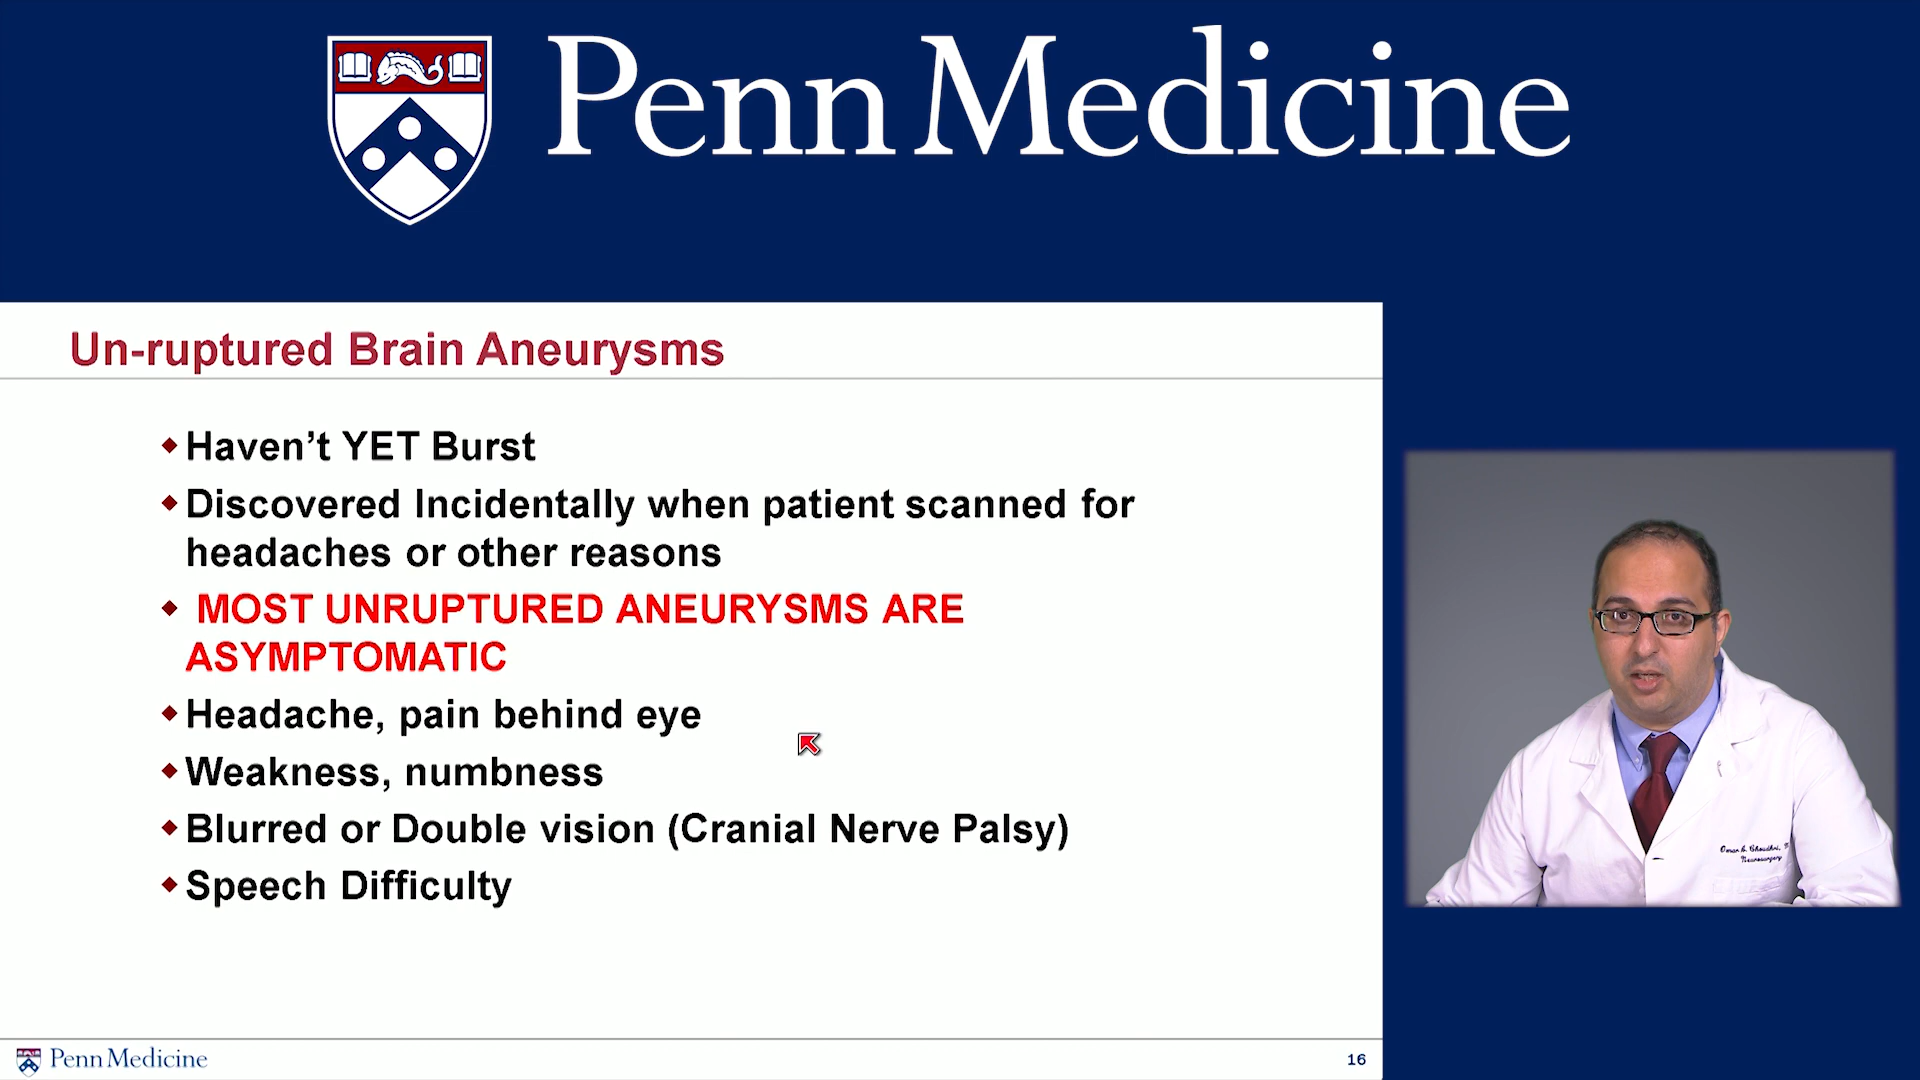 Penn Medicine
Un-ruptured Brain Aneurysms
Haven’t YET Burst
Discovered Incidentally when patient scanned for
headaches or other reasons
MOST UNRUPTURED ANEURYSMS ARE
ASYMPTOMATIC
Headache, pain behind eye
Weakness, numbness
Blurred or Double vision (Cranial Nerve Palsy)
Speech Difficulty
Neurosurgery
Penn Medicine
16